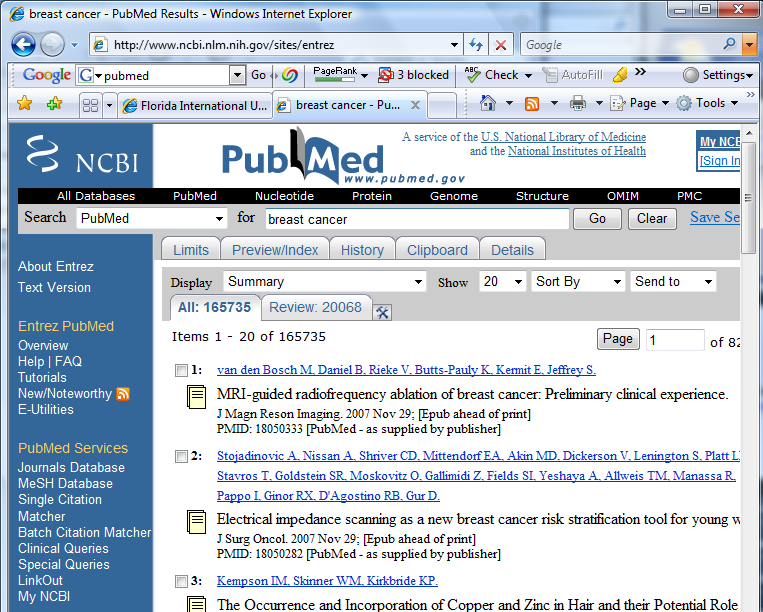 breast cancer - PubMed Results - Windows Internet Explorer
http://www.ncbi.nlm.nih.gov/sites/entrez
Google
Google G pubmed Go PageRank 3 blocked ABC Check AutoFill Settings
Florida International U... breast cancer - Pu... Page Tools
NCBI
PubMed
www.pubmed.gov
A service of the U.S. National Library of Medicine
and the National Institutes of Health
My NCB
[Sign In
All Databases PubMed Nucleotide Protein Genome Structure OMIM PMC
Search PubMed for breast cancer Go Clear Save Se
Limits Preview/Index History Clipboard Details
Display Summary Show 20 Sort By Send to
All: 165735 Review: 20068
Items 1 - 20 of 165735 Page 1 of 82
About Entrez
Text Version
Entrez PubMed
Overview
Help | FAQ
Tutorials
New/Noteworthy
E-Utilities
PubMed Services
Journals Database
MeSH Database
Single Citation
Matcher
Batch Citation Matcher
Clinical Queries
Special Queries
LinkOut
My NCBI
1: van den Bosch M, Daniel B, Rieke V, Butts-Pauly K, Kermit E, Jeffrey S.
MRI-guided radiofrequency ablation of breast cancer: Preliminary clinical experience.
J Magn Reson Imaging. 2007 Nov 29; [Epub ahead of print]
PMID: 18050333 [PubMed - as supplied by publisher]
2: Stojadinovic A, Nissan A, Shriver CD, Mittendorf EA, Akin MD, Dickerson V, Lenington S, Platt LD,
Stavros T, Goldstein SR, Moskovitz O, Gallimidi Z, Fields SI, Yeshaya A, Allweis TM, Manassa R,
Pappo I, Ginor RX, D'Agostino RB, Gur D.
Electrical impedance scanning as a new breast cancer risk stratification tool for young w
J Surg Oncol. 2007 Nov 29; [Epub ahead of print]
PMID: 18050282 [PubMed - as supplied by publisher]
3: Kempson IM, Skinner WM, Kirkbride KP.
The Occurrence and Incorporation of Copper and Zinc in Hair and their Potential Role